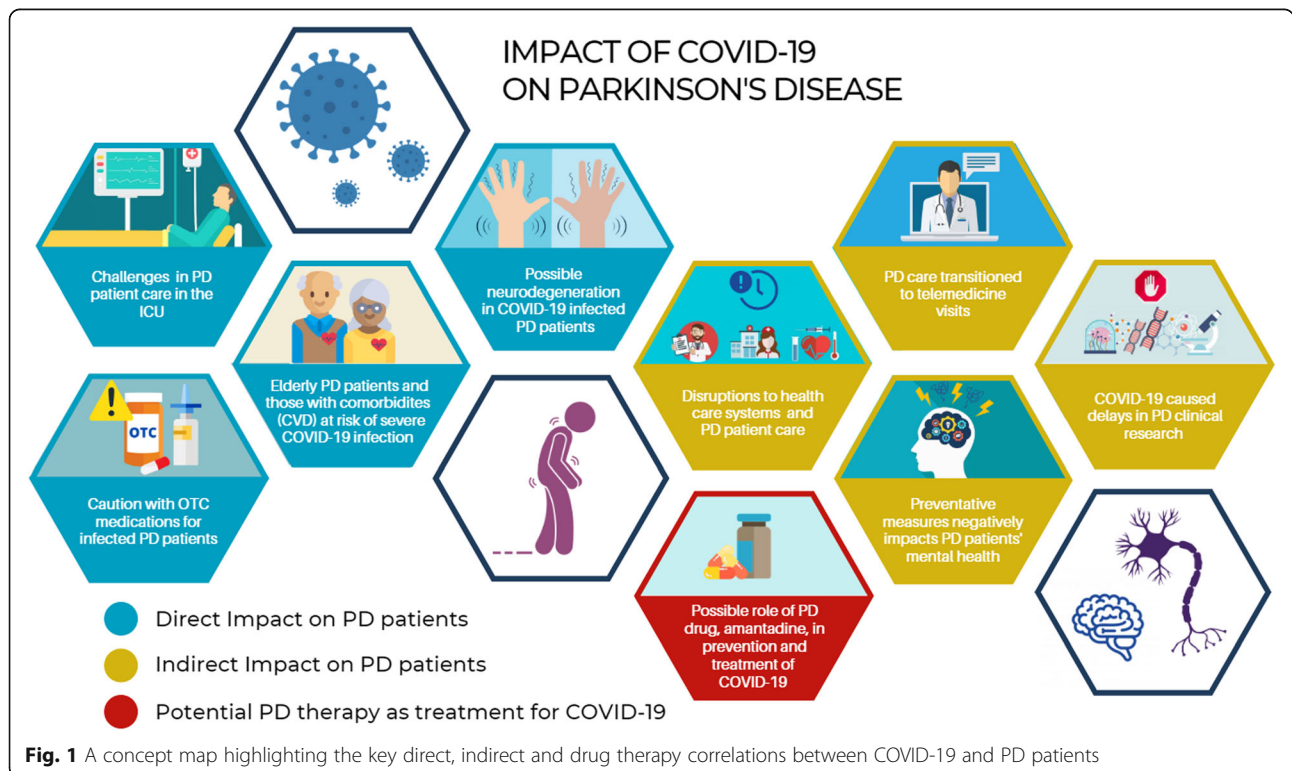 IMPACT OF COVID-19
ON PARKINSON'S DISEASE
Challenges in PD
patient care in the
ICU
Possible
neurodegeneration
in COVID-19 infected
PD patients
PD care transitioned
to telemedicine
visits
Elderly PD patients and
those with comorbidites
(CVD) at risk of severe
COVID-19 infection
Disruptions to health
care systems and
PD patient care
COVID-19 caused
delays in PD clinical
research
OTC
Caution with OTC
medications for
infected PD patients
Preventative
measures negatively
impacts PD patients'
mental health
Possible role of PD
drug, amantadine, in
prevention and
treatment of
COVID-19
Direct Impact on PD patients
Indirect Impact on PD patients
Potential PD therapy as treatment for COVID-19
Fig. 1 A concept map highlighting the key direct, indirect and drug therapy correlations between COVID-19 and PD patients